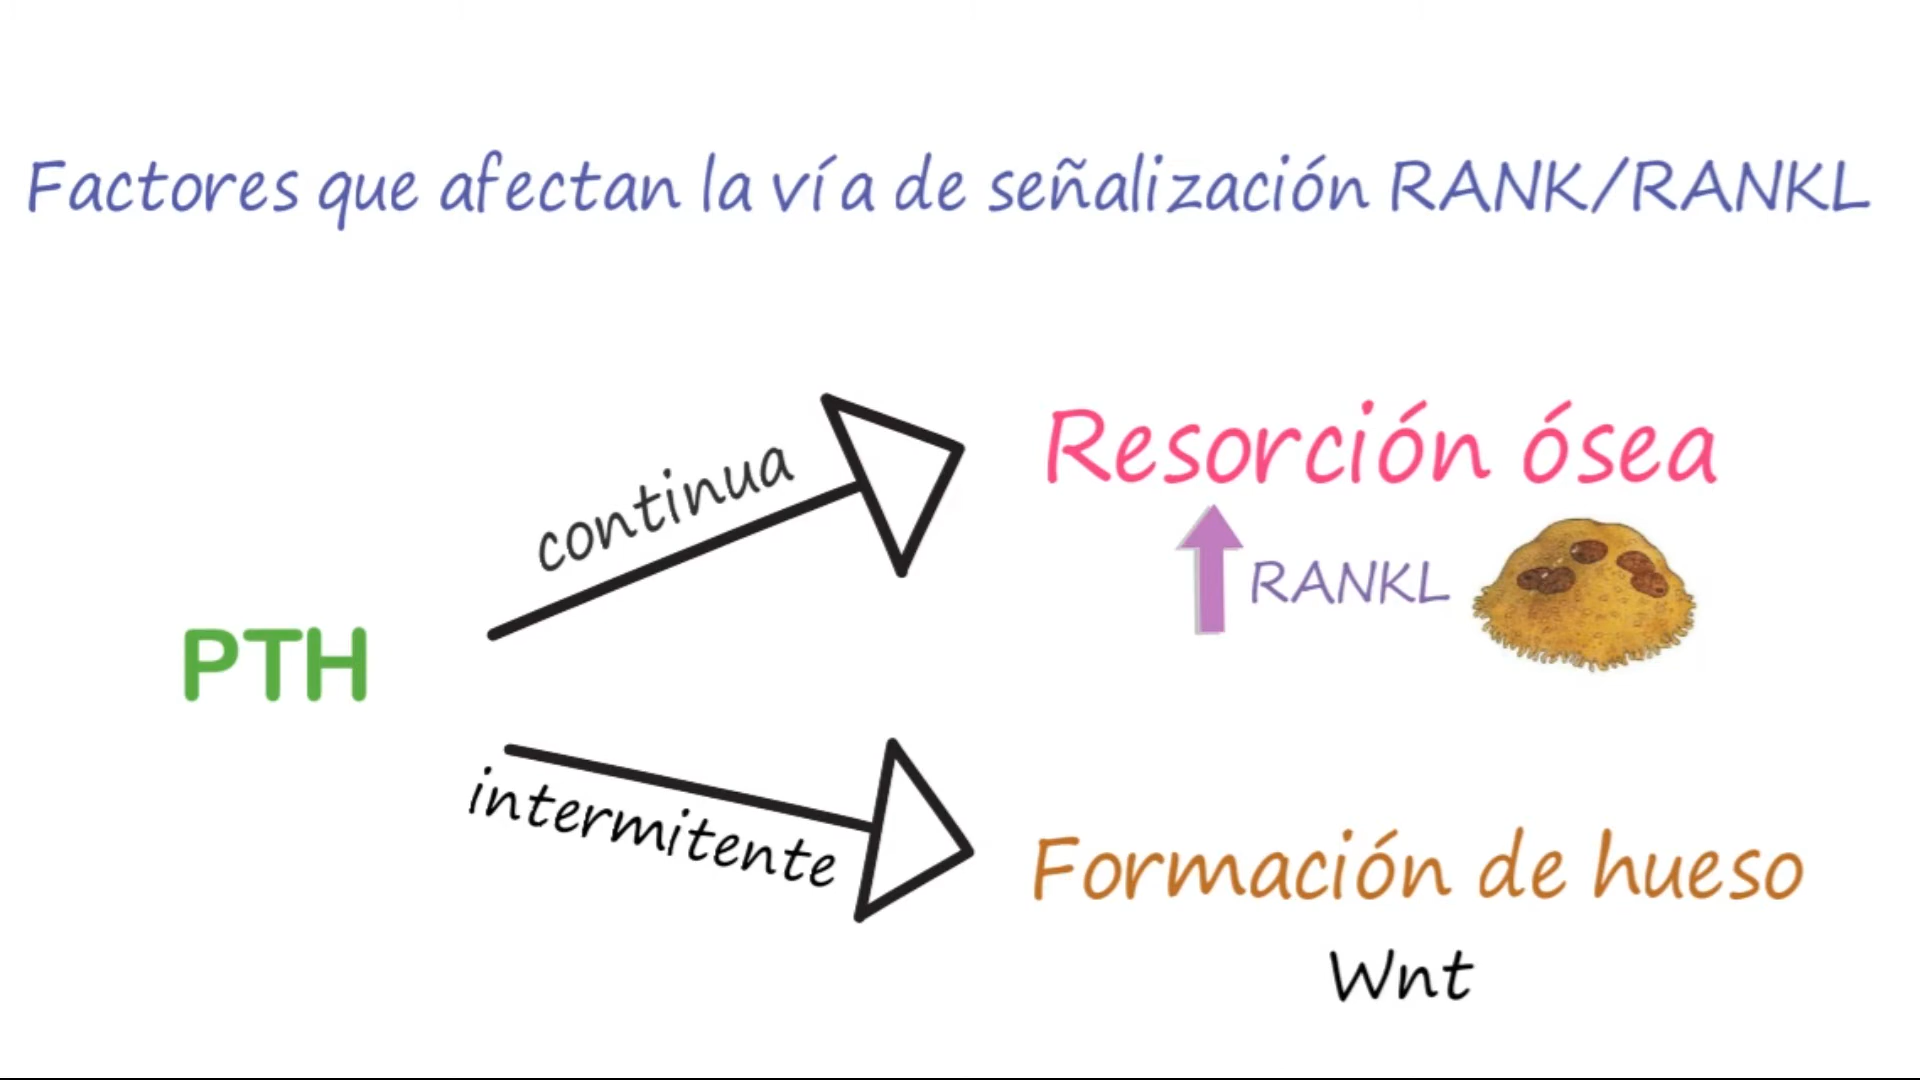 Factores que afectan la vía de señalización RANK/RANKL
continua
Resorción ósea
RANKL
PTH
intermitente
Formación de hueso
Wnt